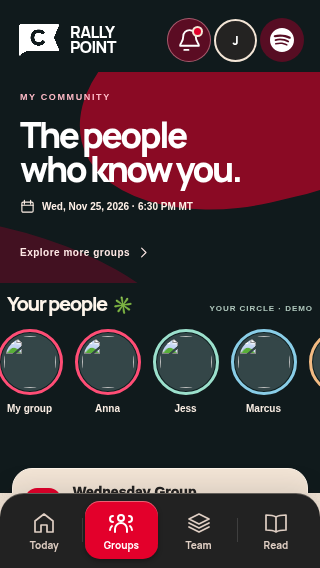 C
RALLY
POINT
J
MY COMMUNITY
The people
who know you.
Wed, Nov 25, 2026 · 6:30 PM MT
Explore more groups
Your people
YOUR CIRCLE · DEMO
My group
Anna
Jess
Marcus
Wednesday Group
Today
Groups
Team
Read